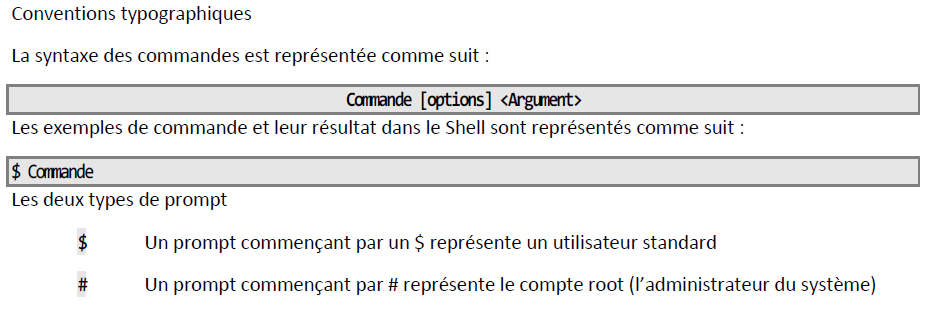 Conventions typographiques
La syntaxe des commandes est représentée comme suit :
Commande [options] <Argument>
Les exemples de commande et leur résultat dans le Shell sont représentés comme suit :
$ Commande
Les deux types de prompt
$ Un prompt commençant par un $ représente un utilisateur standard
# Un prompt commençant par # représente le compte root (l’administrateur du système)